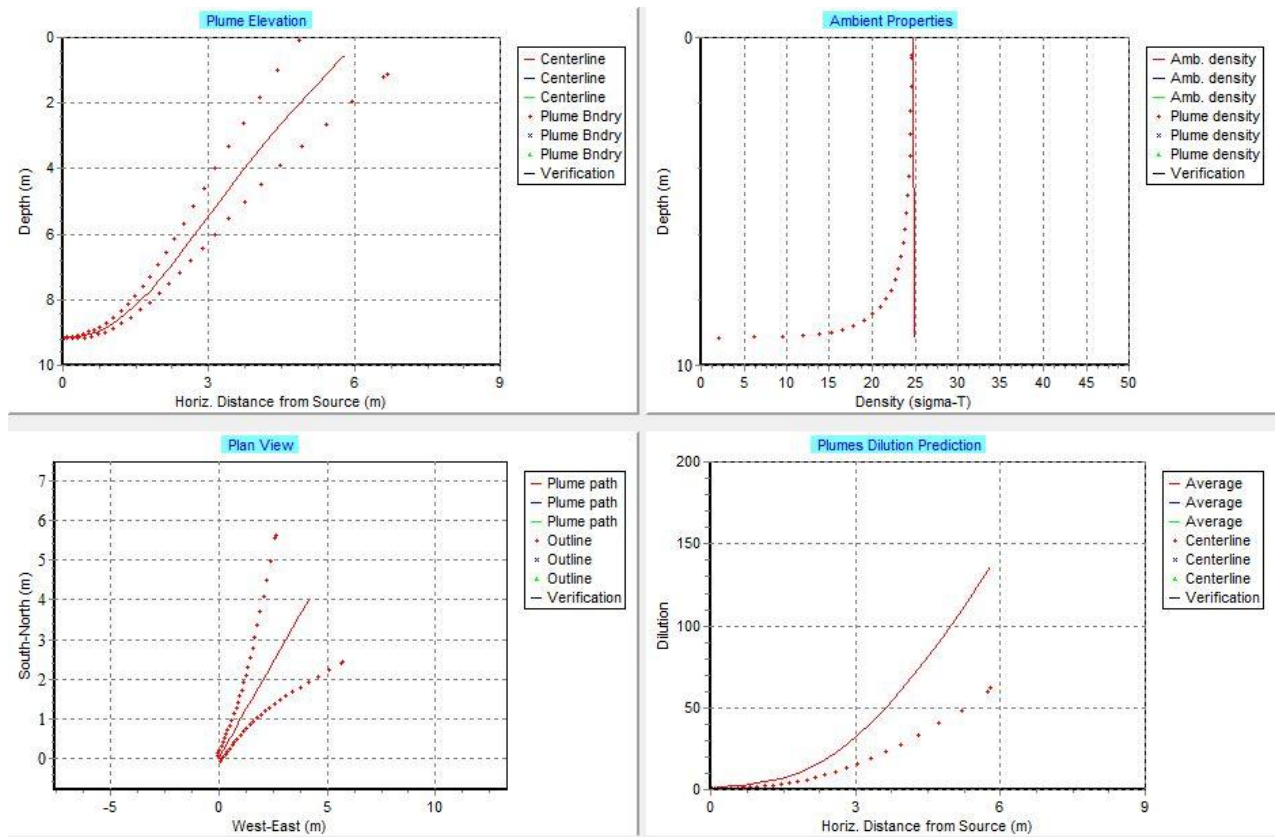 Plume Elevation
0
2
4
6
8
10
Depth (m)
0
3
6
9
Horiz. Distance from Source (m)
Centerline
Centerline
Centerline
Plume Bndry
Plume Bndry
Plume Bndry
Verification
Ambient Properties
0
10
Depth (m)
0
5
10
15
20
25
30
35
40
45
50
Density (sigma-T)
Amb. density
Amb. density
Amb. density
Plume density
Plume density
Plume density
Verification
Plan View
7
6
5
4
3
2
1
0
South-North (m)
-5
0
5
10
West-East (m)
Plume path
Plume path
Plume path
Outline
Outline
Outline
Verification
Plumes Dilution Prediction
200
150
100
50
0
Dilution
0
3
6
9
Horiz. Distance from Source (m)
Average
Average
Average
Centerline
Centerline
Centerline
Verification